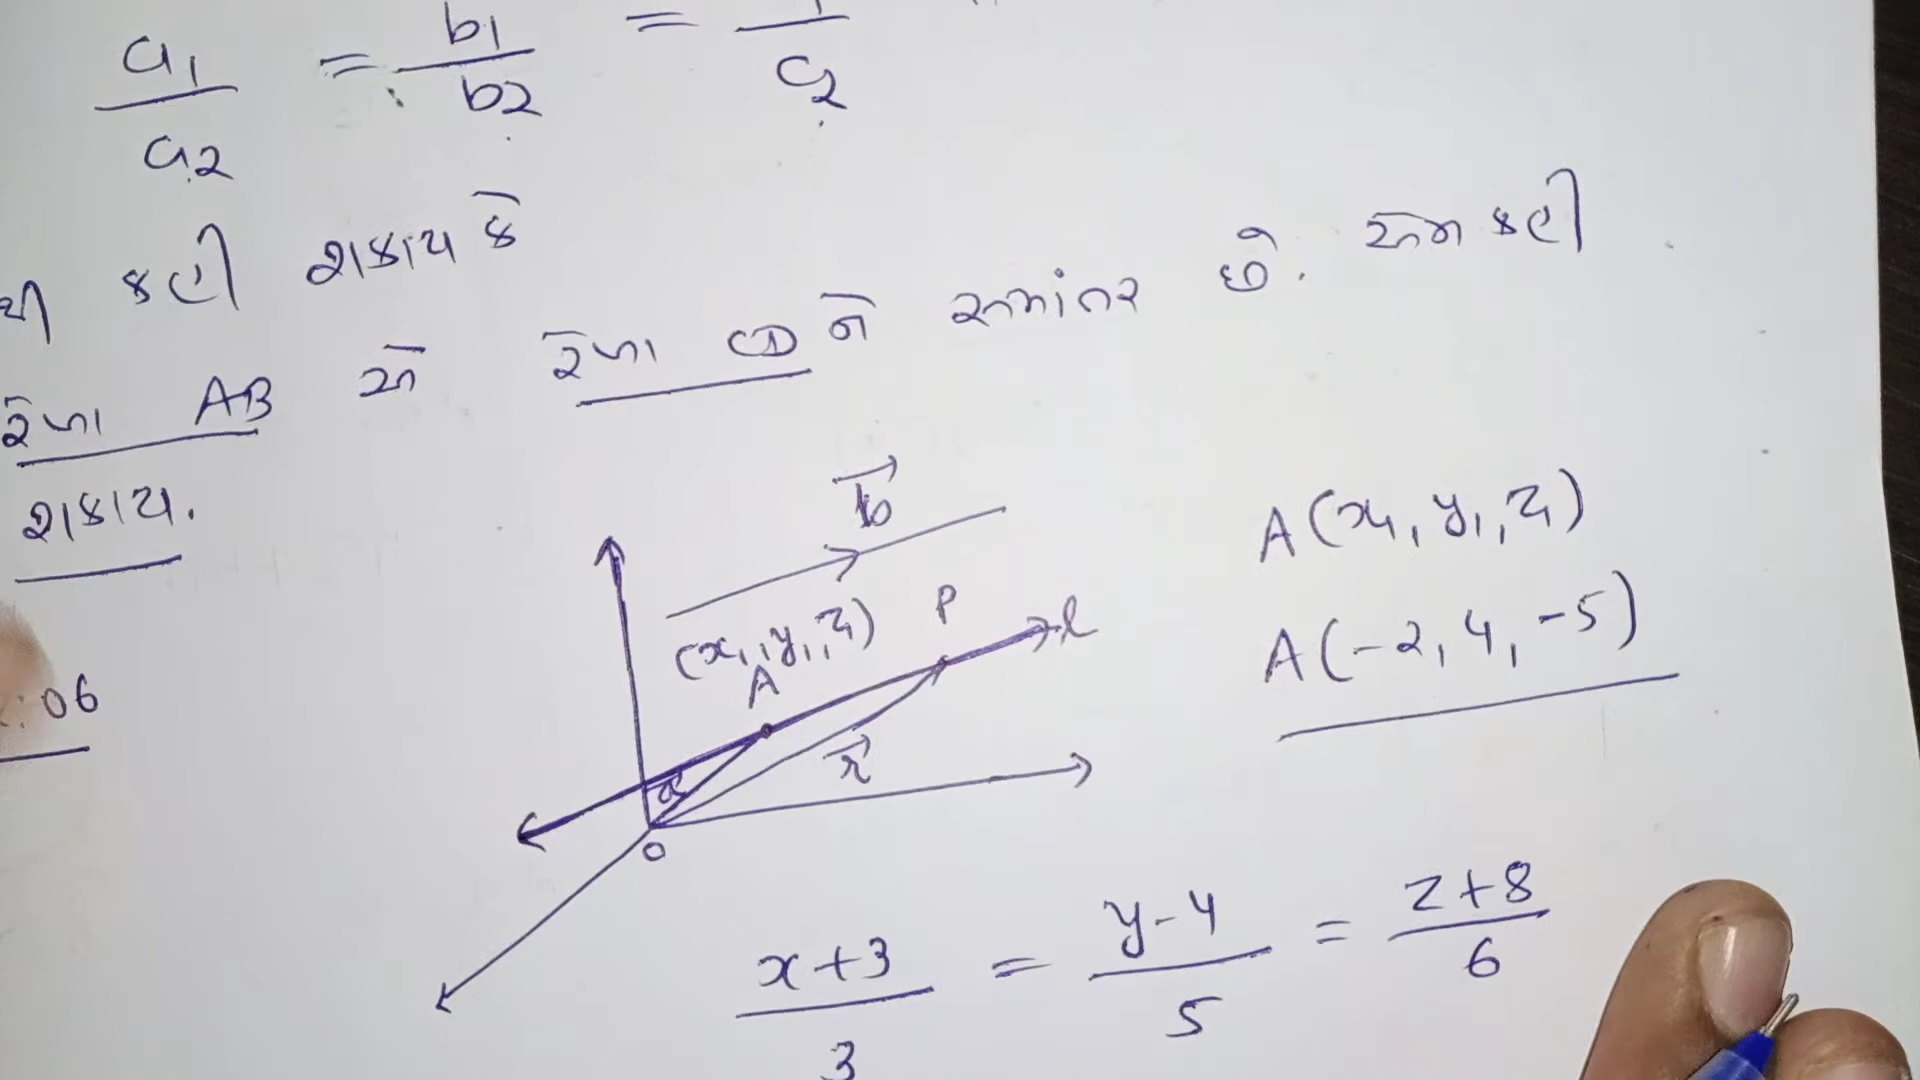 a1/a2 = b1/b2 = /c2
થી કહી શકાય કે
રેખા AB એ રેખા CD ને સમાંતર છે. એમ કહી
શકાય.
b⃗
A(x1, y1, z1)
(x1, y1, z1) P l
A
A(-2, 4, -5)
: 06
a⃗ r⃗
O
x+3/3 = y-4/5 = z+8/6